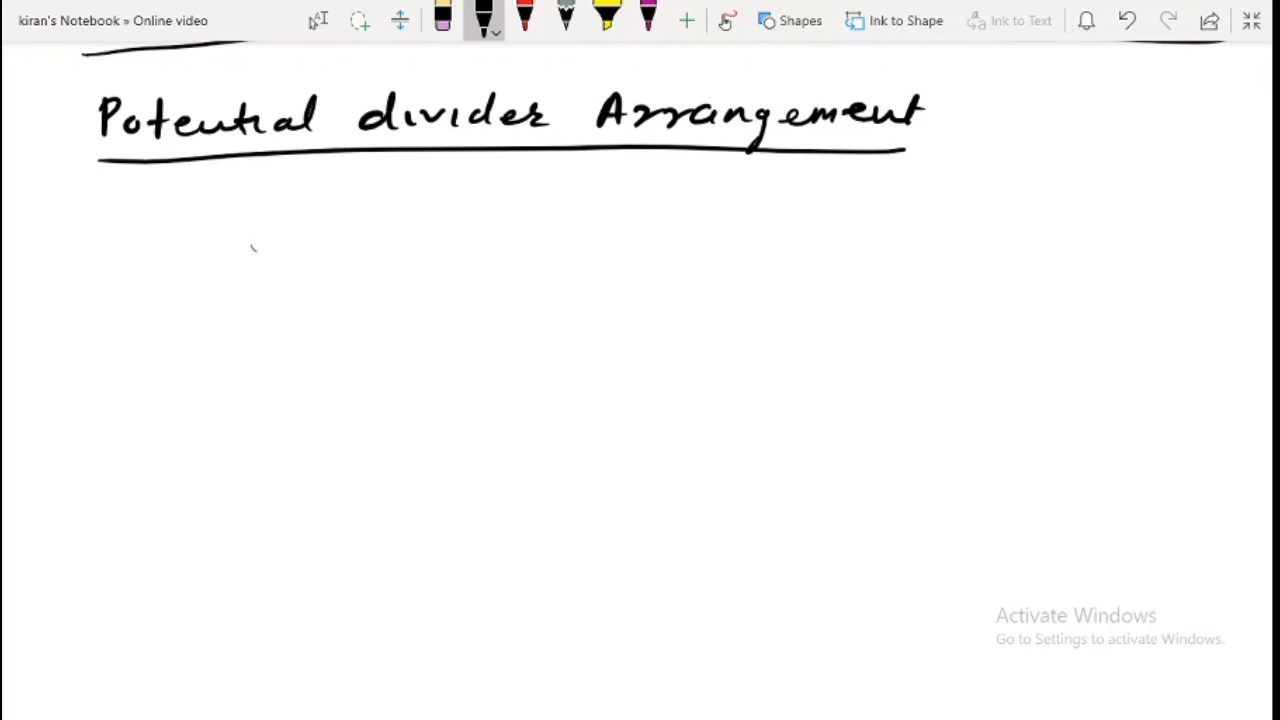 kiran's Notebook » Online video
Shapes
Ink to Shape
Ink to Text
Potential divider Arrangement
Activate Windows
Go to Settings to activate Windows.